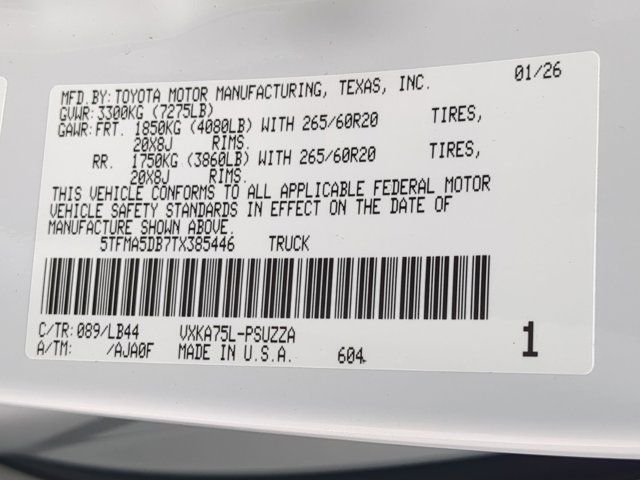 MFD.BY:TOYOTA MOTOR MANUFACTURING, TEXAS, INC. 01/26
GVWR:3300KG (7275LB)
GAWR:FRT. 1850KG (4080LB) WITH 265/60R20 TIRES,
20X8J RIMS.
RR. 1750KG (3860LB) WITH 265/60R20 TIRES,
20X8J RIMS.
THIS VEHICLE CONFORMS TO ALL APPLICABLE FEDERAL MOTOR
VEHICLE SAFETY STANDARDS IN EFFECT ON THE DATE OF
MANUFACTURE SHOWN ABOVE.
5TFMA5DB7TX385446 TRUCK
C/TR:089/LB44 VXKA75L-PSUZZA
A/TM: /AJA0F MADE IN U.S.A. 604 1